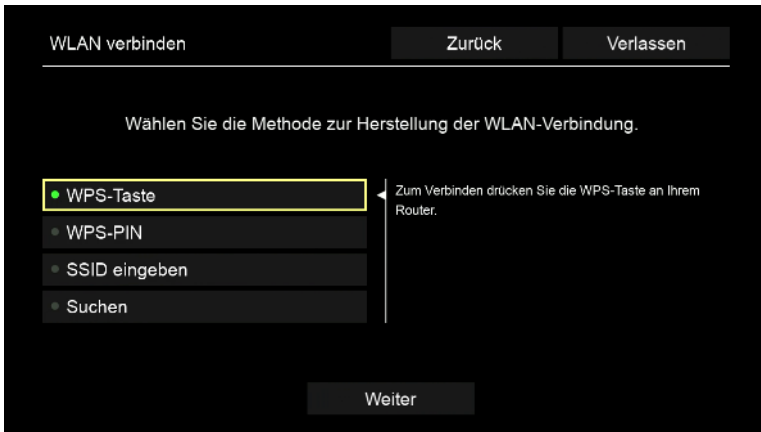 WLAN verbinden
Zurück
Verlassen
Wählen Sie die Methode zur Herstellung der WLAN-Verbindung.
WPS-Taste
WPS-PIN
SSID eingeben
Suchen
Zum Verbinden drücken Sie die WPS-Taste an Ihrem
Router.
Weiter